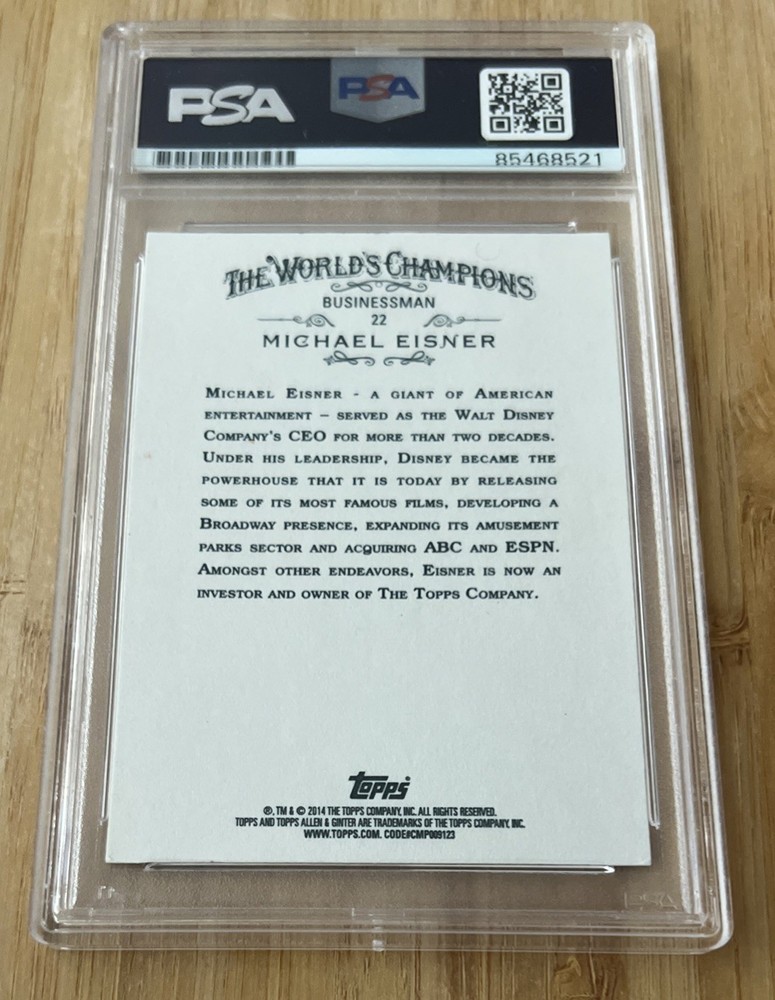 PSA PSA
85468521
THE WORLD'S CHAMPIONS
BUSINESSMAN
22
MICHAEL EISNER
MICHAEL EISNER - A GIANT OF AMERICAN
ENTERTAINMENT – SERVED AS THE WALT DISNEY
COMPANY'S CEO FOR MORE THAN TWO DECADES.
UNDER HIS LEADERSHIP, DISNEY BECAME THE
POWERHOUSE THAT IT IS TODAY BY RELEASING
SOME OF ITS MOST FAMOUS FILMS, DEVELOPING A
BROADWAY PRESENCE, EXPANDING ITS AMUSEMENT
PARKS SECTOR AND ACQUIRING ABC AND ESPN.
AMONGST OTHER ENDEAVORS, EISNER IS NOW AN
INVESTOR AND OWNER OF THE TOPPS COMPANY.
topps
®, TM & © 2014 THE TOPPS COMPANY, INC. ALL RIGHTS RESERVED.
TOPPS AND TOPPS ALLEN & GINTER ARE TRADEMARKS OF THE TOPPS COMPANY, INC.
WWW.TOPPS.COM. CODE#CMP009123